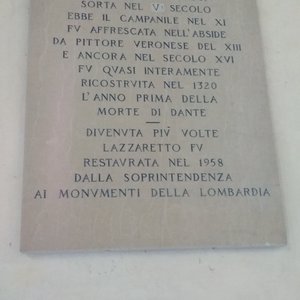 SORTA NEL V° SECOLO
EBBE IL CAMPANILE NEL XI
FV AFFRESCATA NELL'ABSIDE
DA PITTORE VERONESE DEL XIII
E ANCORA NEL SECOLO XVI
FV QVASI INTERAMENTE
RICOSTRVITA NEL 1320
L'ANNO PRIMA DELLA
MORTE DI DANTE
—
DIVENVTA PIV̀ VOLTE
LAZZARETTO FV
RESTAVRATA NEL 1958
DALLA SOPRINTENDENZA
AI MONVMENTI DELLA LOMBARDIA